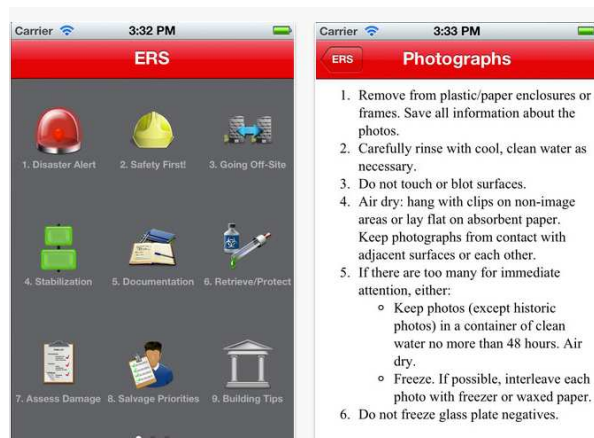 Carrier 3:32 PM
ERS
1. Disaster Alert 2. Safety First! 3. Going Off-Site
4. Stabilization 5. Documentation 6. Retrieve/Protect
7. Assess Damage 8. Salvage Priorities 9. Building Tips
Carrier 3:33 PM
ERS Photographs
1. Remove from plastic/paper enclosures or
frames. Save all information about the
photos.
2. Carefully rinse with cool, clean water as
necessary.
3. Do not touch or blot surfaces.
4. Air dry: hang with clips on non-image
areas or lay flat on absorbent paper.
Keep photographs from contact with
adjacent surfaces or each other.
5. If there are too many for immediate
attention, either:
Keep photos (except historic
photos) in a container of clean
water no more than 48 hours. Air
dry.
Freeze. If possible, interleave each
photo with freezer or waxed paper.
6. Do not freeze glass plate negatives.